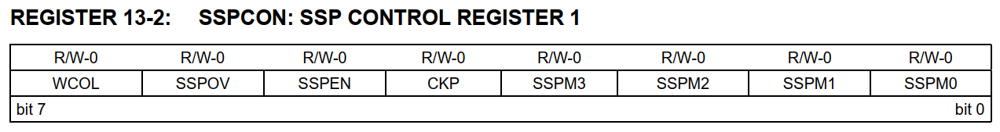 REGISTER 13-2: SSPCON: SSP CONTROL REGISTER 1
R/W-0 R/W-0 R/W-0 R/W-0 R/W-0 R/W-0 R/W-0 R/W-0
WCOL SSPOV SSPEN CKP SSPM3 SSPM2 SSPM1 SSPM0
bit 7 bit 0